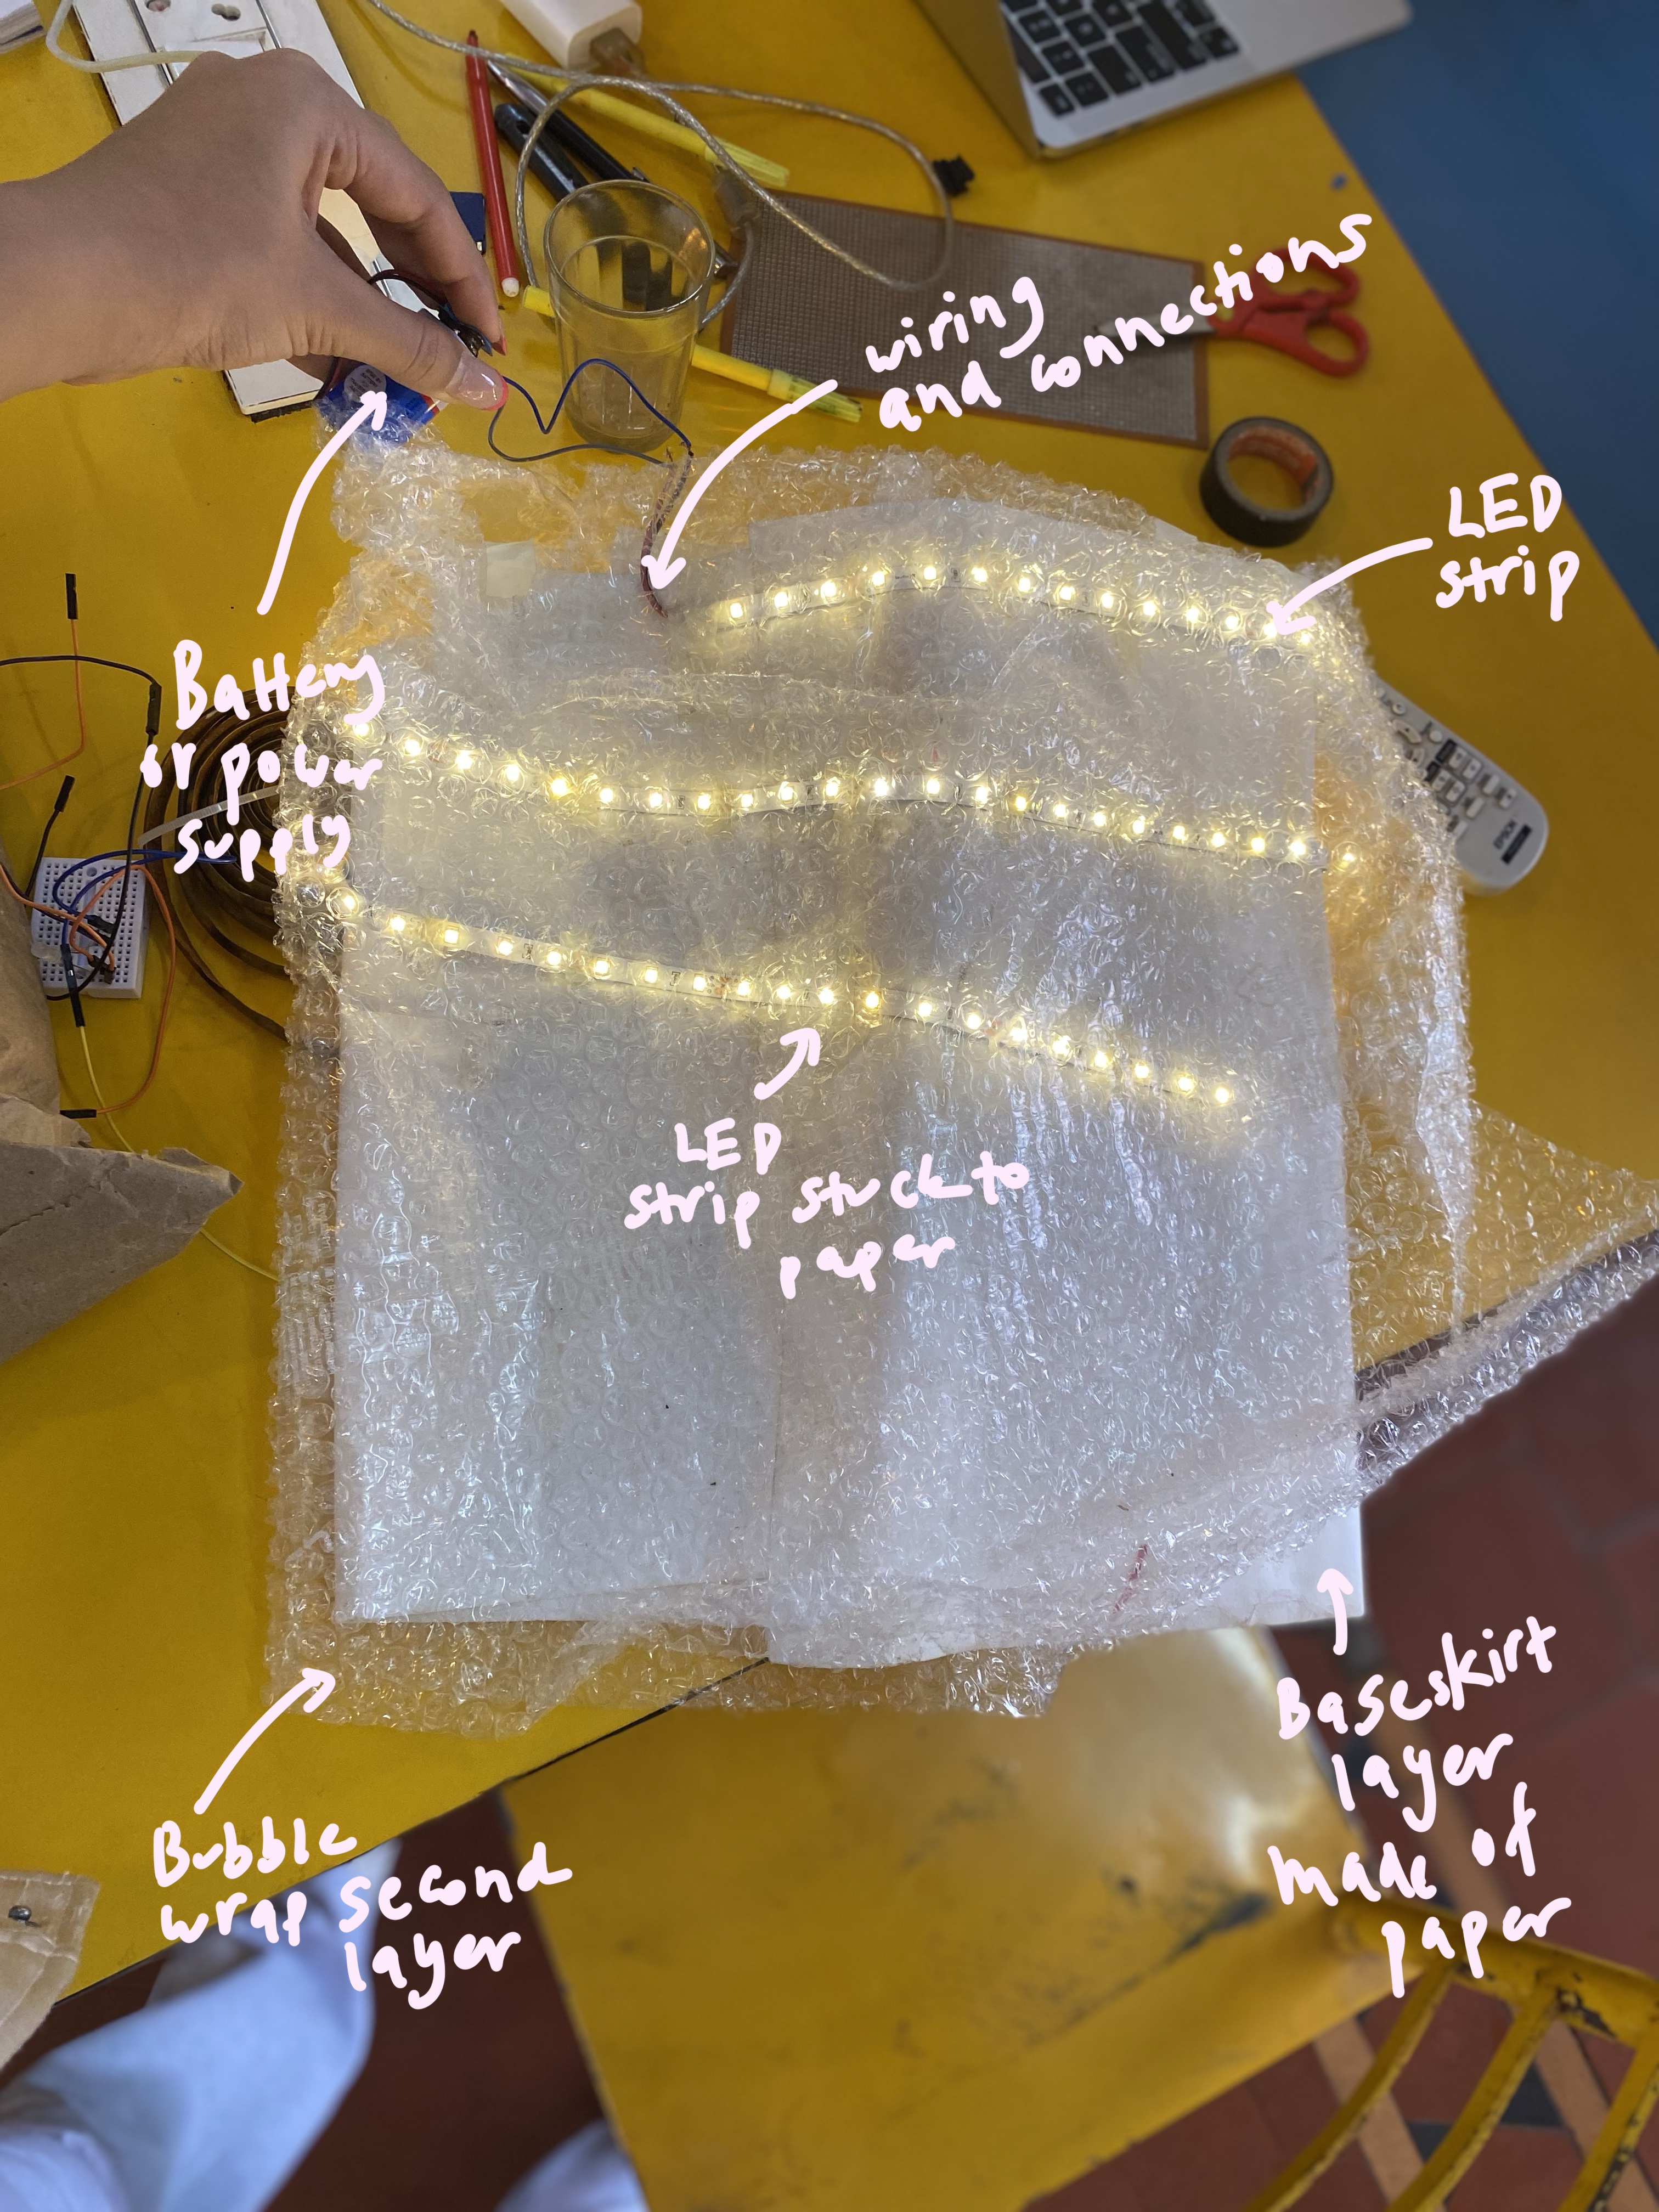 wiring
and connections
LED
strip
Battery
or power
supply
LED
strip stuck to
paper
Bubble
wrap second
layer
Baseskirt
layer
made of
paper
EPSON